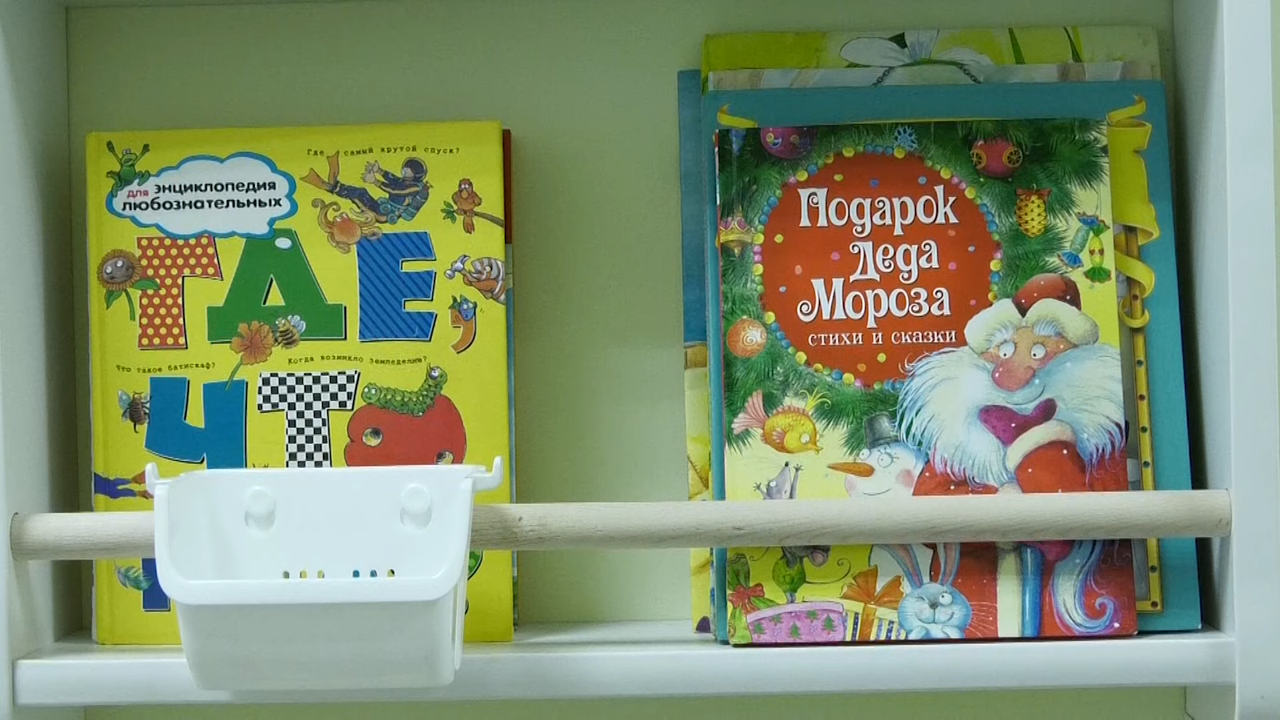 Где самый крутой спуск?
для энциклопедия
любознательных
ГДЕ,
Что такое батискаф?
Когда возникло земледелие?
ЧТО
Подарок
Деда
Мороза
стихи и сказки